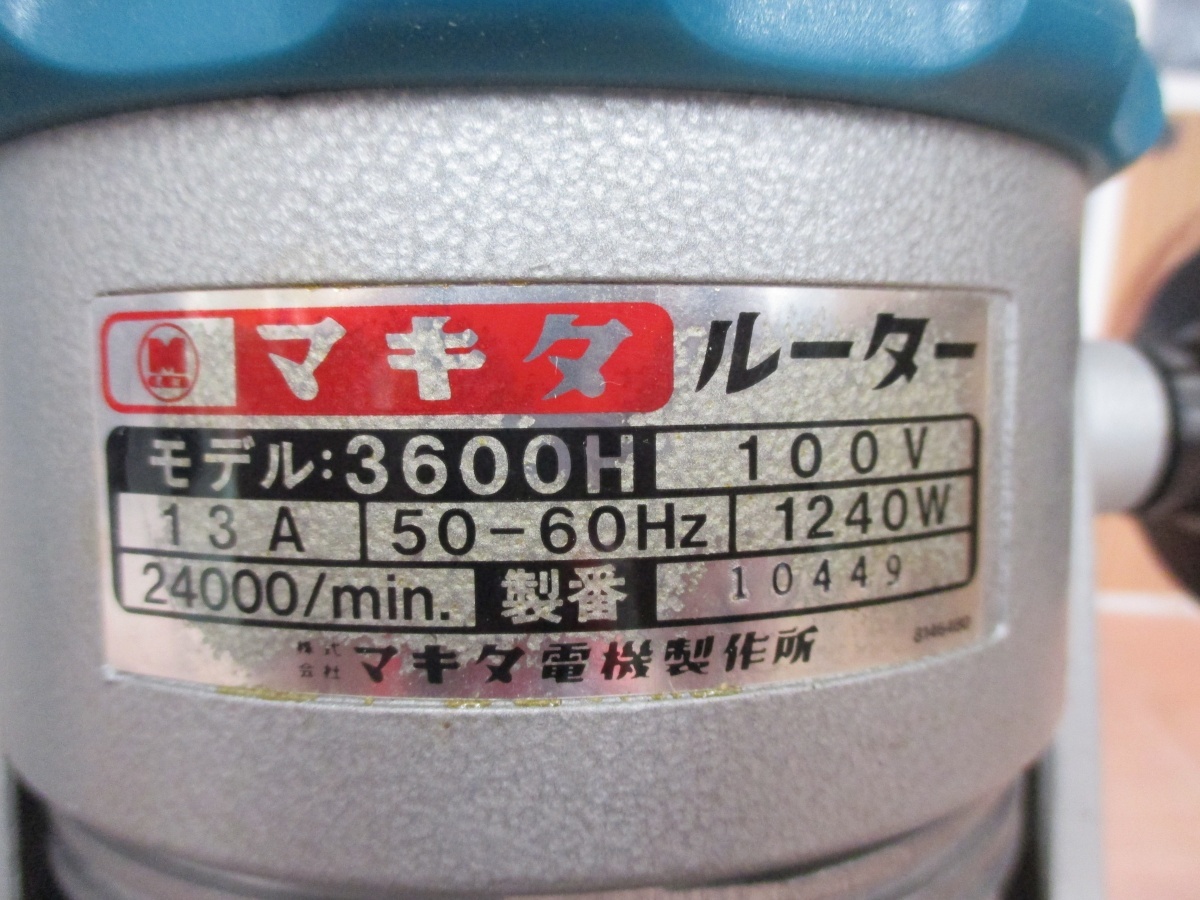 マキタ ルーター
モデル:3600H 100V
13A 50-60Hz 1240W
24000/min. 製番 10449
株式会社 マキタ電機製作所